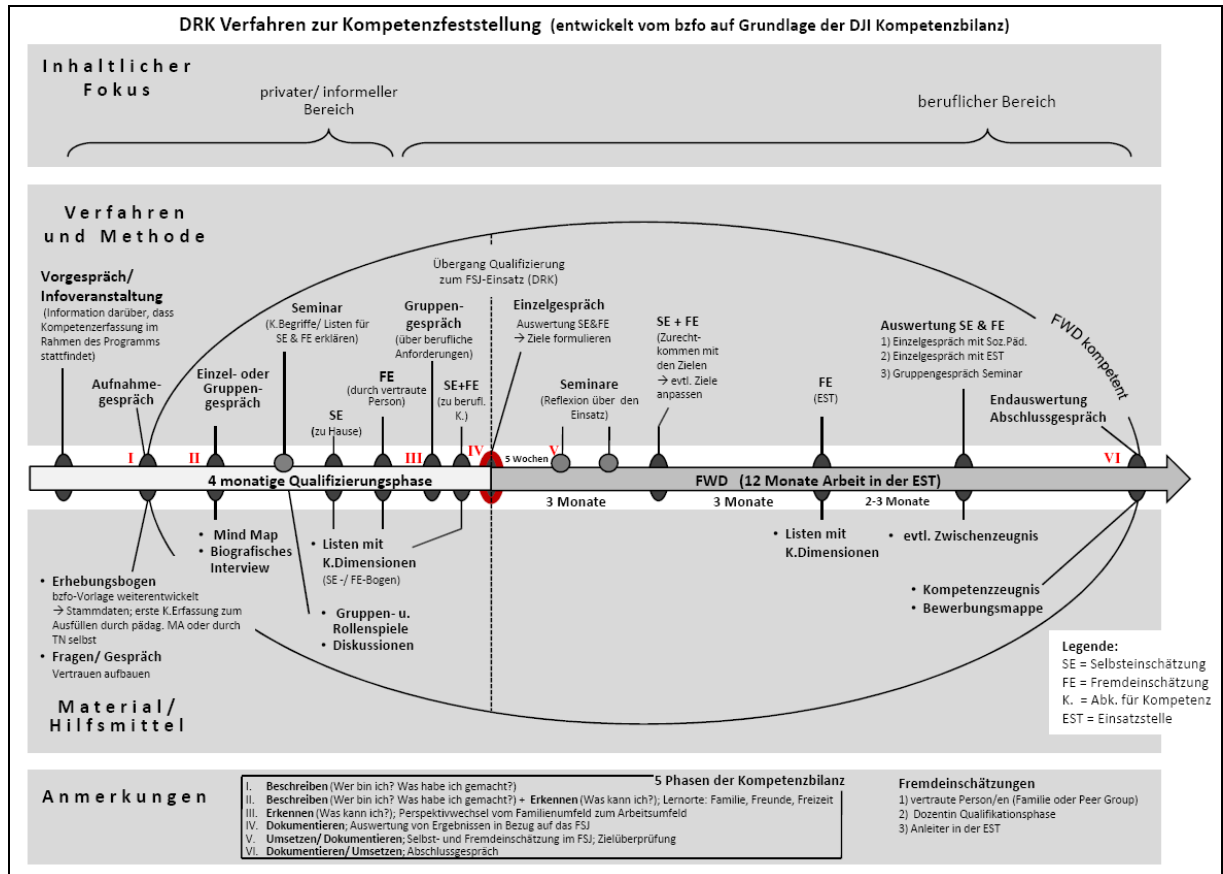 DRK Verfahren zur Kompetenzfeststellung (entwickelt vom bzfo auf Grundlage der DJI Kompetenzbilanz)
Inhaltlicher
Fokus
privater/ informeller
Bereich
beruflicher Bereich
Verfahren
und Methode
Vorgespräch/
Infoveranstaltung
(Information darüber, dass
Kompetenzerfassung im
Rahmen des Programms
stattfindet)
Aufnahme-
gespräch
Einzel- oder
Gruppen-
gespräch
Seminar
(K.Begriffe/ Listen für
SE & FE erklären)
SE
(zu Hause)
FE
(durch vertraute
Person)
Gruppen-
gespräch
(über berufliche
Anforderungen)
SE+FE
(zu berufl.
K.)
Übergang Qualifizierung
zum FSJ-Einsatz (DRK)
Einzelgespräch
Auswertung SE&FE
→ Ziele formulieren
Seminare
(Reflexion über den
Einsatz)
SE + FE
(Zurecht-
kommen mit
den Zielen
→ evtl. Ziele
anpassen)
FE
(EST)
Auswertung SE & FE
1) Einzelgespräch mit Soz.Päd.
2) Einzelgespräch mit EST
3) Gruppengespräch Seminar
FWD kompetent
Endauswertung
Abschlussgespräch
I
II
III
IV
5 Wochen
V
VI
4 monatige Qualifizierungsphase
FWD (12 Monate Arbeit in der EST)
3 Monate
3 Monate
2-3 Monate
• Mind Map
• Biografisches
Interview
• Listen mit
K.Dimensionen
(SE -/ FE-Bogen)
• Listen mit
K.Dimensionen
• evtl. Zwischenzeugnis
• Erhebungsbogen
bzfo-Vorlage weiterentwickelt
→ Stammdaten; erste K.Erfassung zum
Ausfüllen durch pädag. MA oder durch
TN selbst
• Fragen/ Gespräch
Vertrauen aufbauen
• Gruppen- u.
Rollenspiele
• Diskussionen
• Kompetenzzeugnis
• Bewerbungsmappe
Material/
Hilfsmittel
Legende:
SE = Selbsteinschätzung
FE = Fremdeinschätzung
K. = Abk. für Kompetenz
EST = Einsatzstelle
Anmerkungen
5 Phasen der Kompetenzbilanz
I. Beschreiben (Wer bin ich? Was habe ich gemacht?)
II. Beschreiben (Wer bin ich? Was habe ich gemacht?) + Erkennen (Was kann ich?); Lernorte: Familie, Freunde, Freizeit
III. Erkennen (Was kann ich?); Perspektivwechsel vom Familienumfeld zum Arbeitsumfeld
IV. Dokumentieren; Auswertung von Ergebnissen in Bezug auf das FSJ
V. Umsetzen/ Dokumentieren; Selbst- und Fremdeinschätzung im FSJ; Zielüberprüfung
VI. Dokumentieren/ Umsetzen; Abschlussgespräch
Fremdeinschätzungen
1) vertraute Person/en (Familie oder Peer Group)
2) Dozentin Qualifikationsphase
3) Anleiter in der EST